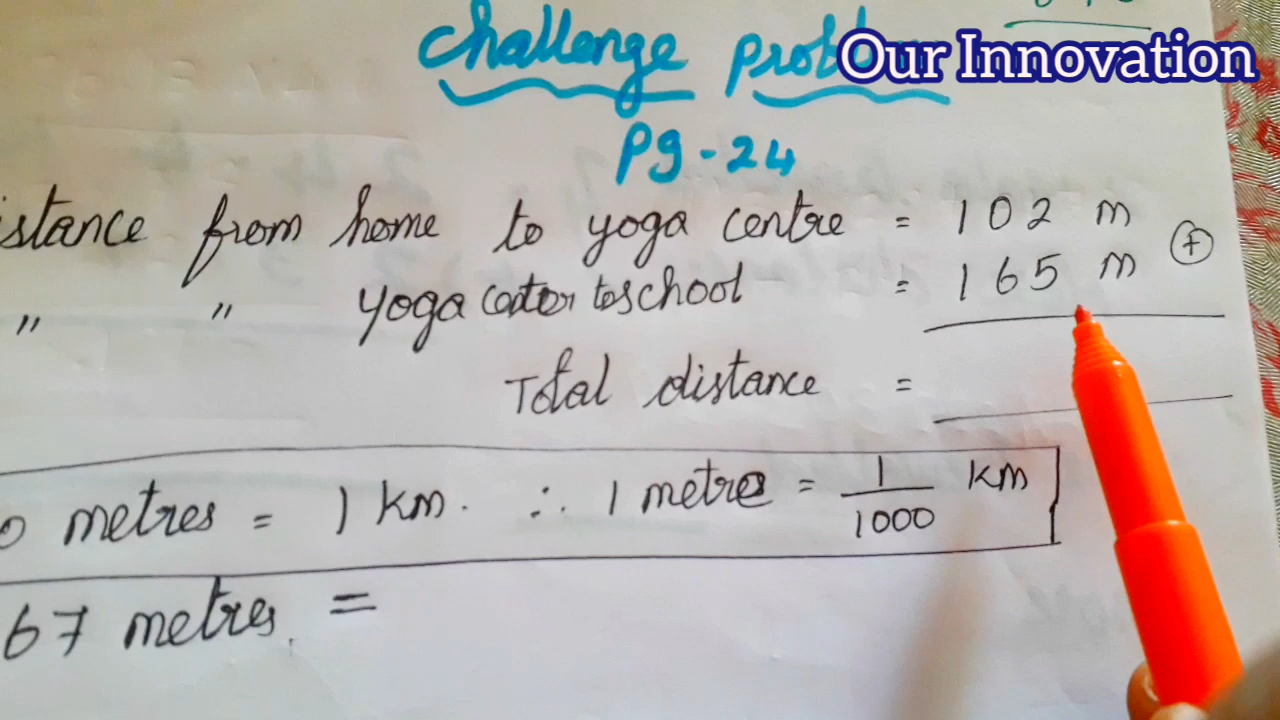 challenge
Our Innovation
Pg - 24
istance from home to yoga centre = 102 m
" " yoga center to school = 165 m (+)
Total distance =
0 metres = 1 km. ∴ 1 metre = 1/1000 km
67 metres =